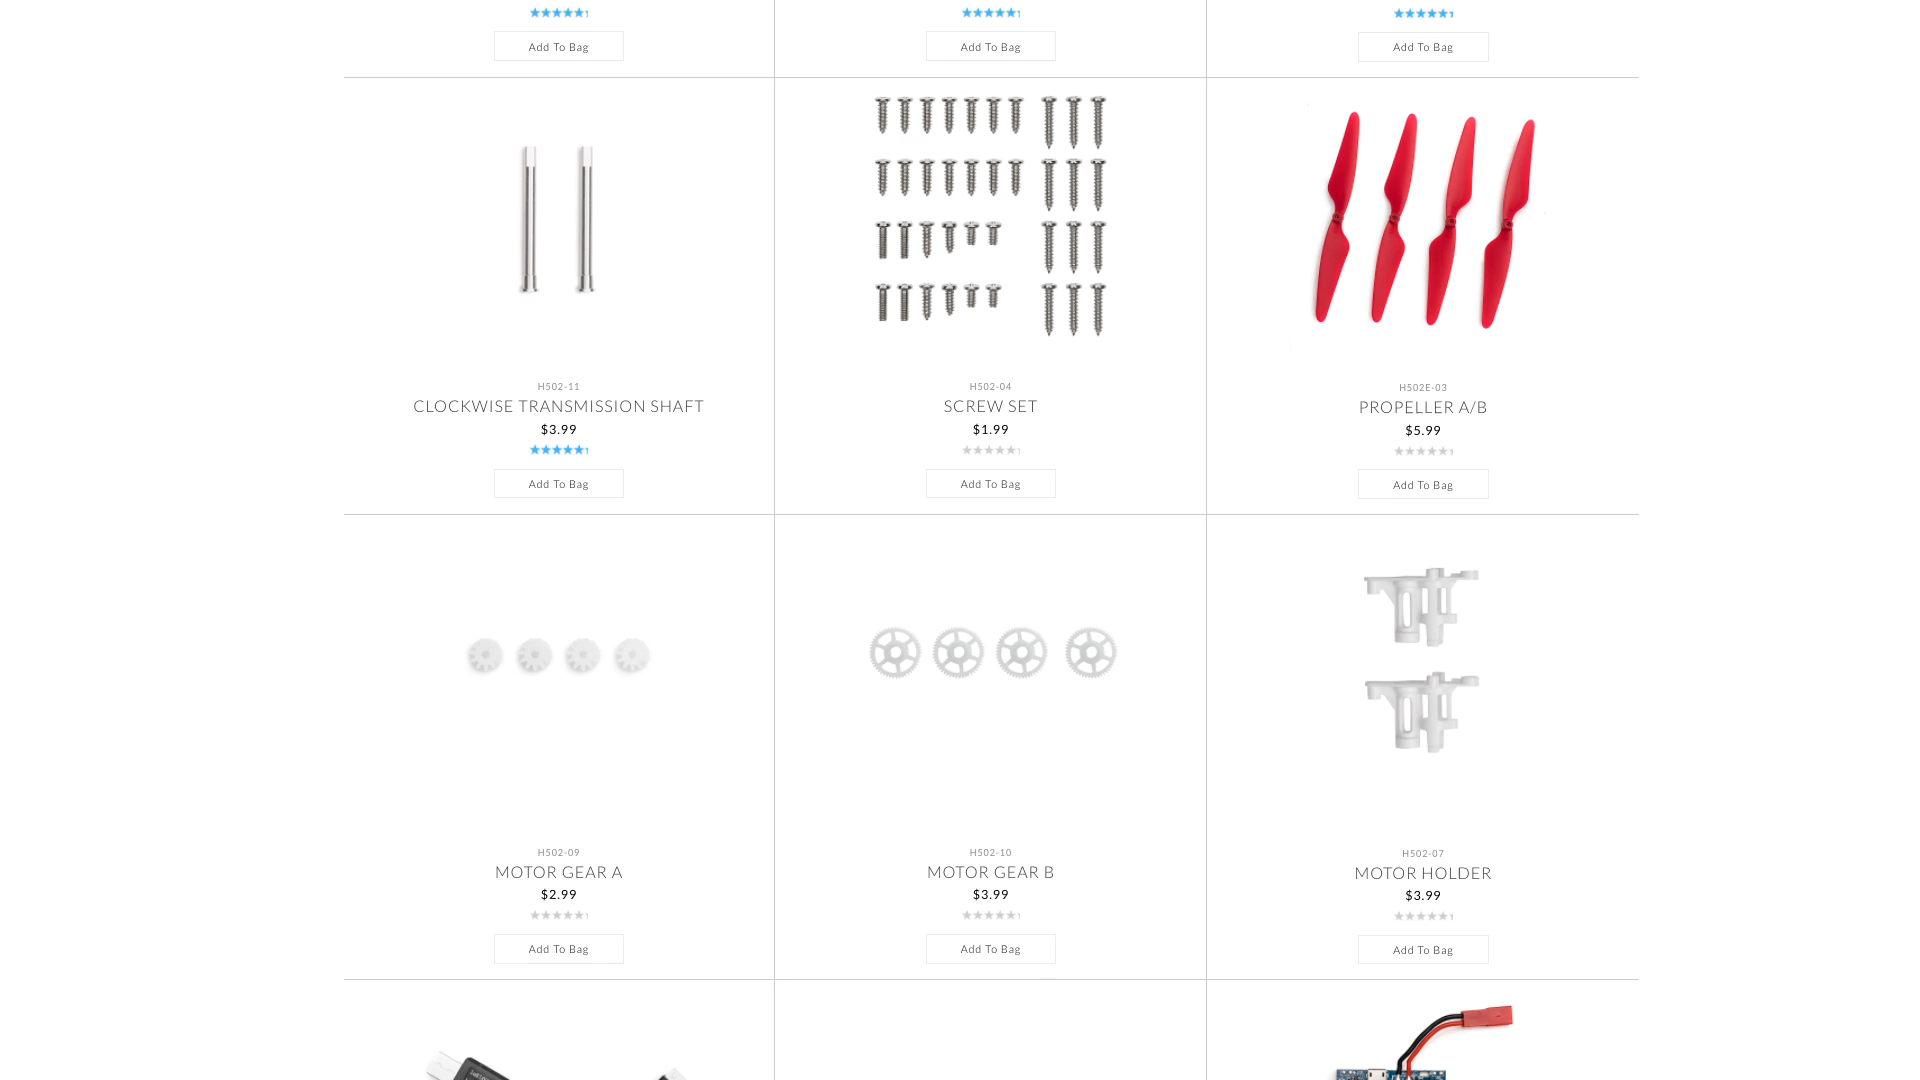 Add To Bag
Add To Bag
Add To Bag
H502-11
CLOCKWISE TRANSMISSION SHAFT
$3.99
Add To Bag
H502-04
SCREW SET
$1.99
Add To Bag
H502E-03
PROPELLER A/B
$5.99
Add To Bag
H502-09
MOTOR GEAR A
$2.99
Add To Bag
H502-10
MOTOR GEAR B
$3.99
Add To Bag
H502-07
MOTOR HOLDER
$3.99
Add To Bag